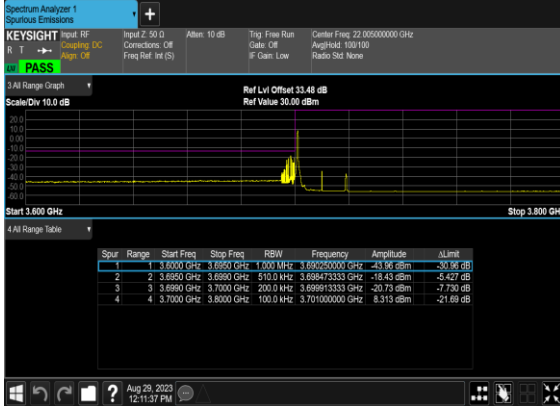 Spectrum Analyzer 1
Spurious Emissions
+
KEYSIGHT Input: RF Input Z: 50 Ω Atten: 10 dB Trig: Free Run Center Freq: 22.005000000 GHz
R T Coupling: DC Corrections: Off Gate: Off Avg|Hold: 100/100
Align: Off Freq Ref: Int (S) IF Gain: Low Radio Std: None
PASS
3 All Range Graph
Ref Lvl Offset 33.48 dB
Scale/Div 10.0 dB Ref Value 30.00 dBm
20.0
10.0
0.00
-10.0
-20.0
-30.0
-40.0
-50.0
-60.0
Start 3.600 GHz Stop 3.800 GH
4 All Range Table
Spur Range Start Freq Stop Freq RBW Frequency Amplitude ΔLimit
1 1 3.6000 GHz 3.6950 GHz 1.000 MHz 3.690250000 GHz -43.96 dBm -30.96 dB
2 2 3.6950 GHz 3.6990 GHz 510.0 kHz 3.698473333 GHz -18.43 dBm -5.427 dB
3 3 3.6990 GHz 3.7000 GHz 200.0 kHz 3.699913333 GHz -20.73 dBm -7.730 dB
4 4 3.7000 GHz 3.8000 GHz 100.0 kHz 3.701000000 GHz 8.313 dBm -21.69 dB
?
Aug 29, 2023
12:11:37 PM